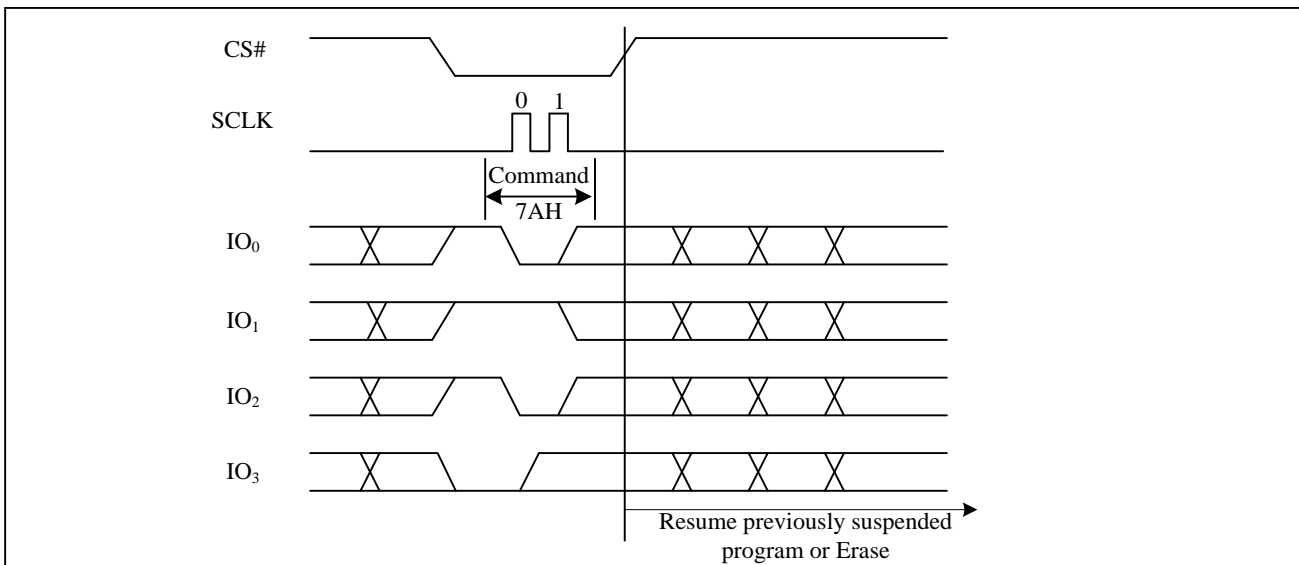 CS#
0 1
SCLK
Command
7AH
IO₀
IO₁
IO₂
IO₃
Resume previously suspended
program or Erase